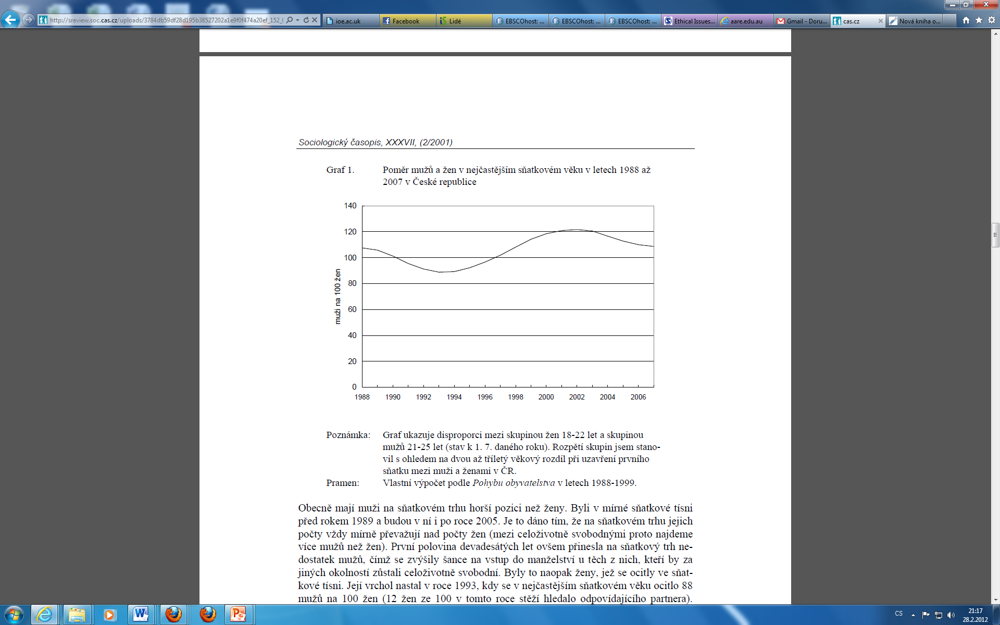 http://sreview.soc.cas.cz/uploads/3784db59df28d195b38527202a1e9f0f474a20ef_152_
ioe.ac.uk
Facebook
Lidé
EBSCOhost: ...
EBSCOhost: ...
EBSCOhost: ...
Ethical Issues...
aare.edu.au
Gmail - Doru...
cas.cz
Nová kniha o...
Sociologický časopis, XXXVII, (2/2001)
Graf 1. Poměr mužů a žen v nejčastějším sňatkovém věku v letech 1988 až
2007 v České republice
140
120
100
80
60
40
20
0
muži na 100 žen
1988 1990 1992 1994 1996 1998 2000 2002 2004 2006
Poznámka: Graf ukazuje disproporci mezi skupinou žen 18-22 let a skupinou
mužů 21-25 let (stav k 1. 7. daného roku). Rozpětí skupin jsem stano-
vil s ohledem na dvou až tříletý věkový rozdíl při uzavření prvního
sňatku mezi muži a ženami v ČR.
Pramen: Vlastní výpočet podle Pohybu obyvatelstva v letech 1988-1999.
Obecně mají muži na sňatkovém trhu horší pozici než ženy. Byli v mírné sňatkové tísni
před rokem 1989 a budou v ní i po roce 2005. Je to dáno tím, že na sňatkovém trhu jejich
počty vždy mírně převažují nad počty žen (mezi celoživotně svobodnými proto najdeme
více mužů než žen). První polovina devadesátých let ovšem přinesla na sňatkový trh ne-
dostatek mužů, čímž se zvýšily šance na vstup do manželství u těch z nich, kteří by za
jiných okolností zůstali celoživotně svobodní. Byly to naopak ženy, jež se ocitly ve sňat-
kové tísni. Její vrchol nastal v roce 1993, kdy se v nejčastějším sňatkovém věku ocitlo 88
mužů na 100 žen (12 žen ze 100 v tomto roce stěží hledalo odpovídajícího partnera).
CS
21:17
28.2.2012